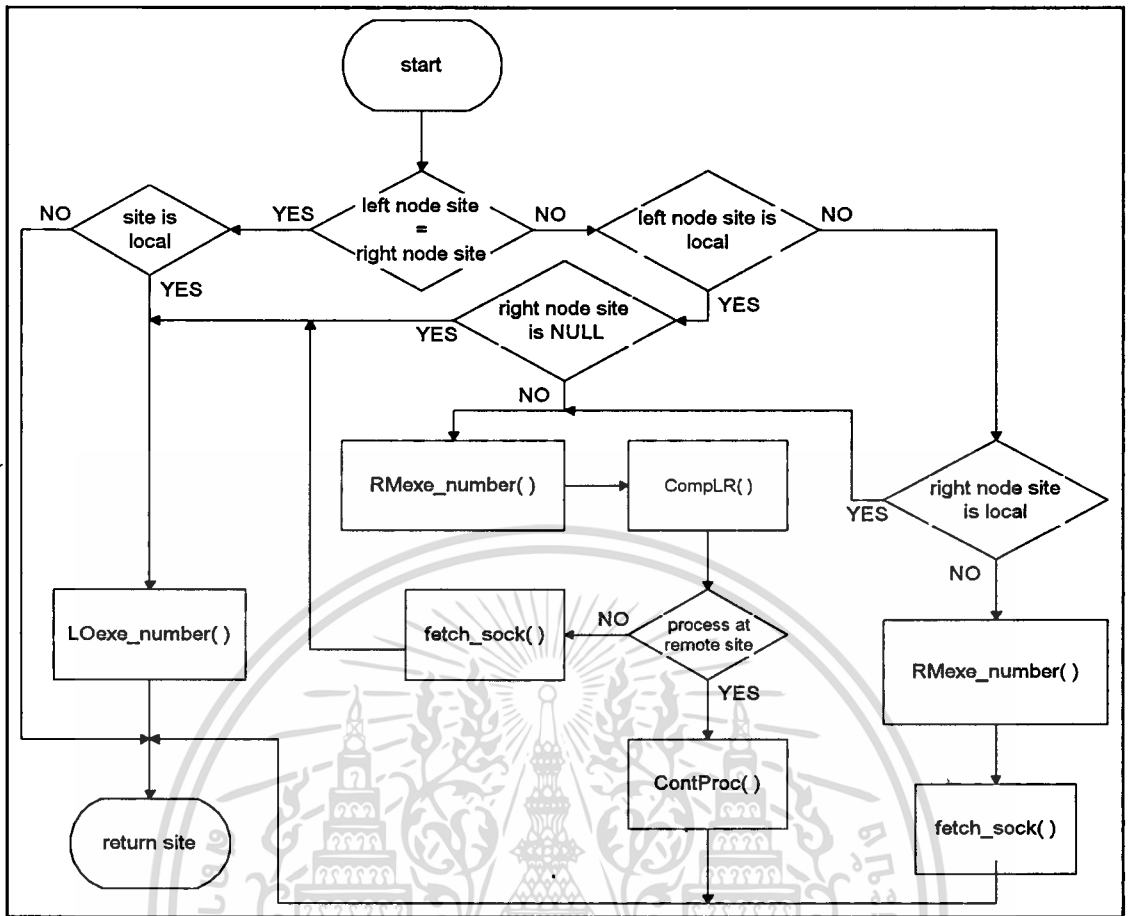 start
NO
site is
local
YES
left node site
=
right node site
NO
left node site is
local
NO
YES
YES
right node site
is NULL
YES
NO
RMexe_number( )
CompLR( )
YES
right node site
is local
NO
LOexe_number( )
fetch_sock( )
NO
process at
remote site
YES
RMexe_number( )
ContProc( )
return site
fetch_sock( )